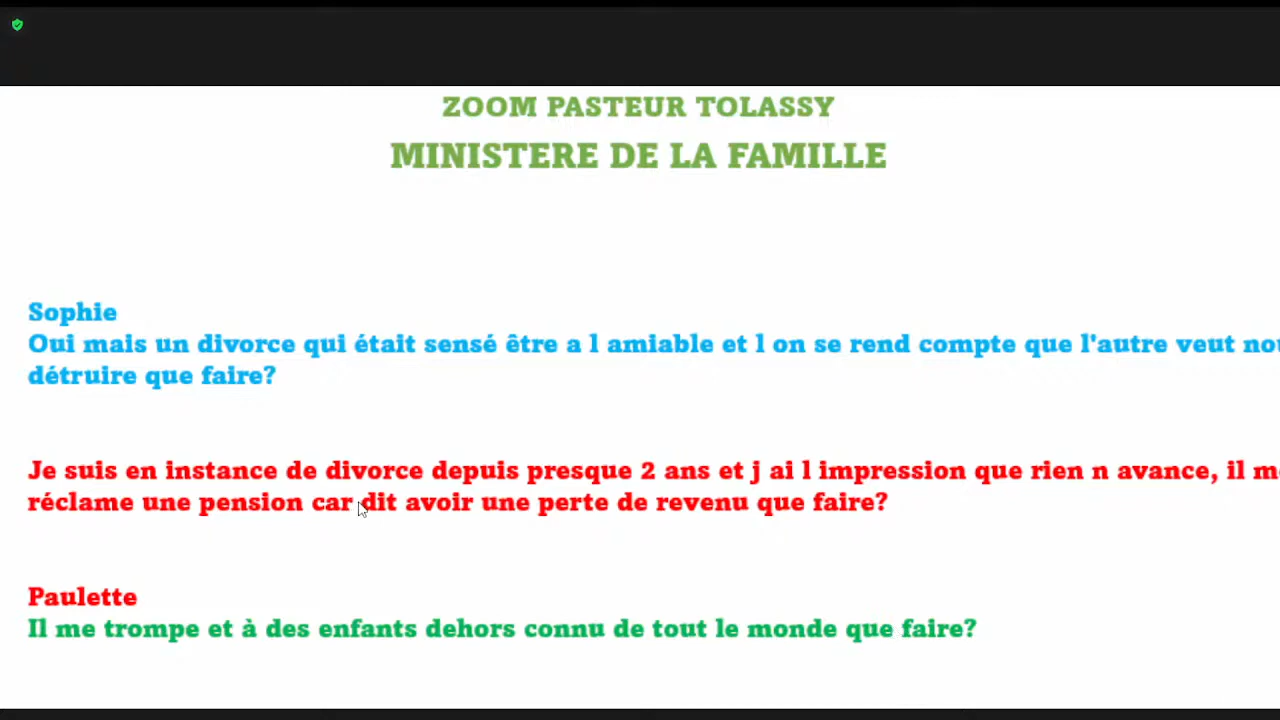 ZOOM PASTEUR TOLASSY
MINISTERE DE LA FAMILLE
Sophie
Oui mais un divorce qui était sensé être a l amiable et l on se rend compte que l'autre veut
détruire que faire?
Je suis en instance de divorce depuis presque 2 ans et j ai l impression que rien n avance, il
réclame une pension car dit avoir une perte de revenu que faire?
Paulette
Il me trompe et à des enfants dehors connu de tout le monde que faire?